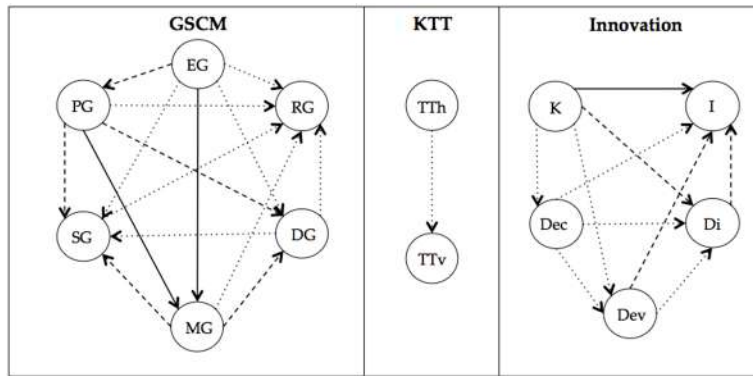 GSCM KTT Innovation
EG
PG RG TTh K I
SG DG Dec Di
TTv
MG Dev